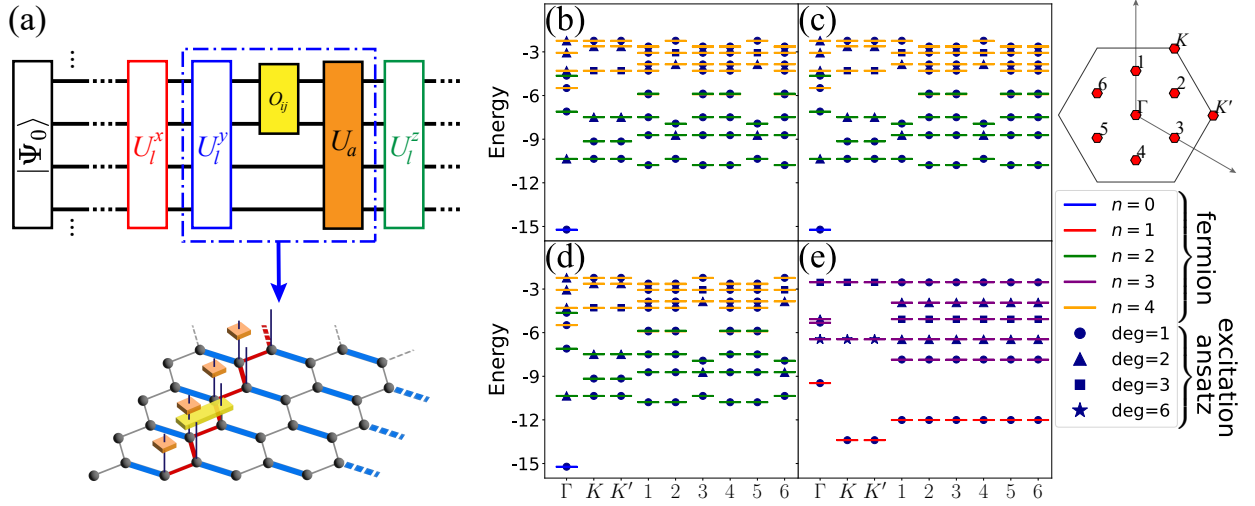 (a)
|Ψ₀⟩
U_l^x
U_l^y
O_ij
U_a
U_l^z
(b)
Energy
-3
-6
-9
-12
-15
(c)
(d)
Energy
-3
-6
-9
-12
-15
Γ K K′ 1 2 3 4 5 6
(e)
Γ K K′ 1 2 3 4 5 6
K
1
6
2
Γ
K′
5
3
4
n = 0
n = 1
n = 2
n = 3
n = 4
fermion
deg=1
deg=2
deg=3
deg=6
excitation
ansatz